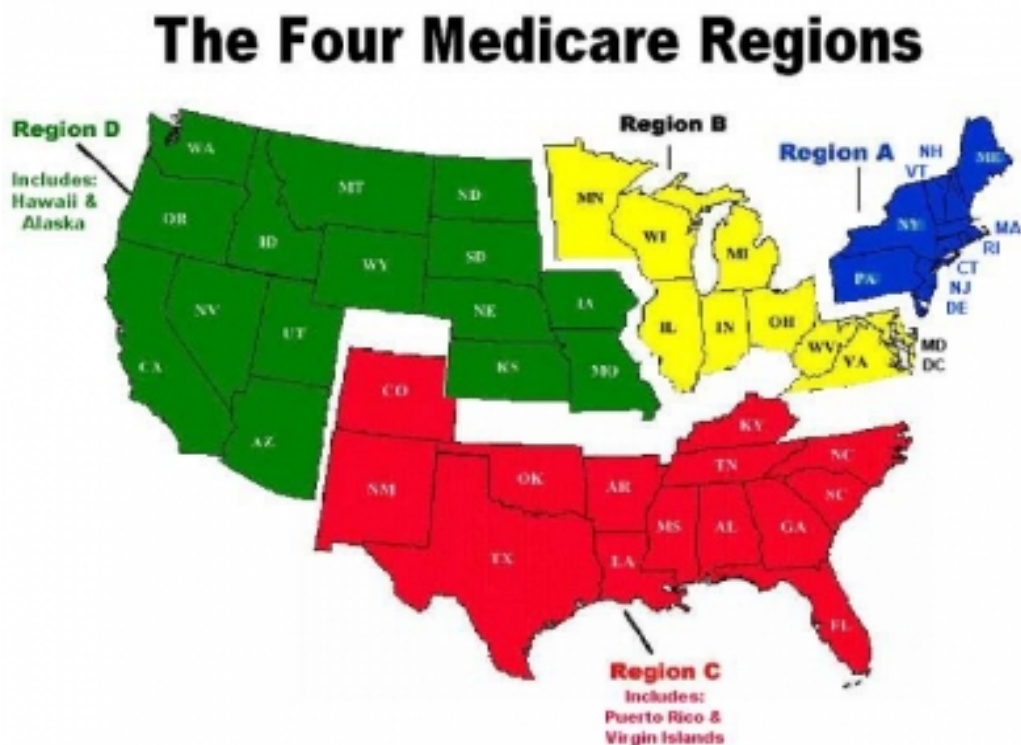 The Four Medicare Regions
Region D
Includes:
Hawaii &
Alaska
Region B
Region A
WA
OR
CA
NV
ID
MT
WY
UT
AZ
ND
SD
NE
KS
IA
MO
MN
WI
MI
IL
IN
OH
WV
VA
MD
DC
NH
VT
ME
NY
PA
MA
RI
CT
NJ
DE
CO
NM
TX
OK
AR
LA
KY
TN
NC
SC
MS
AL
GA
FL
Region C
Includes:
Puerto Rico &
Virgin Islands